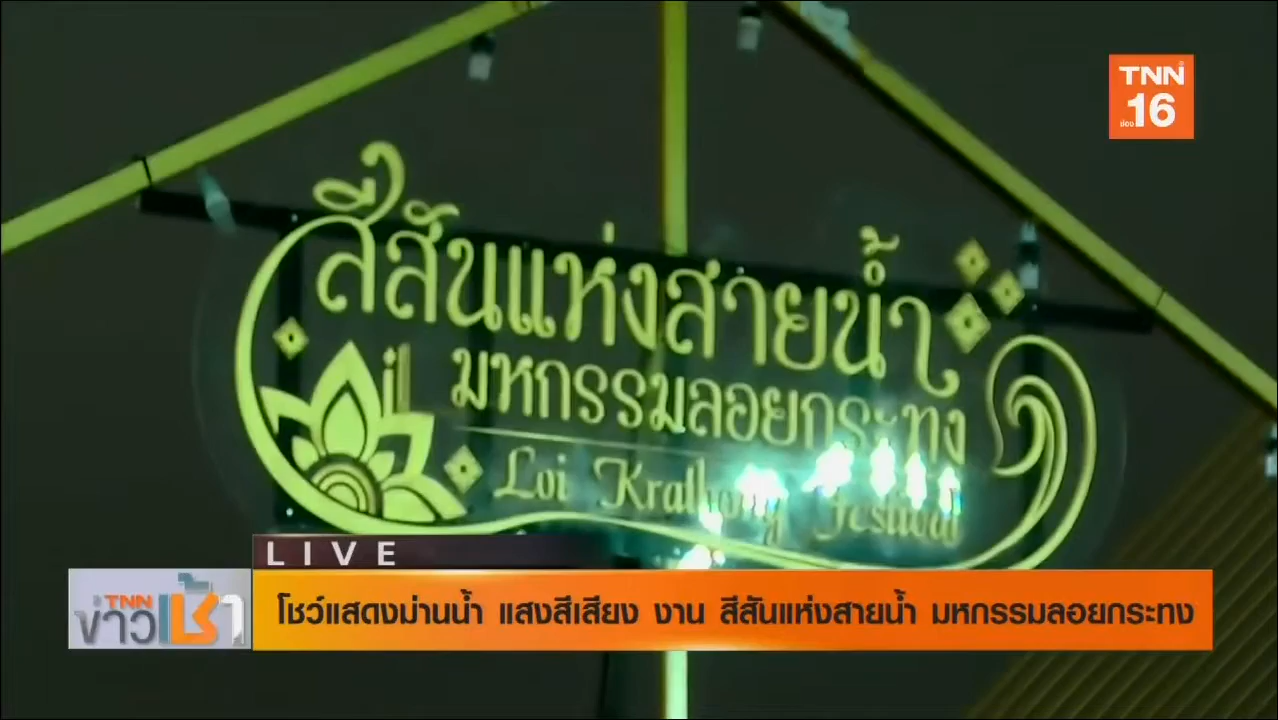 TNN
ช่อง 16
สีสันแห่งสายน้ำ
มหกรรมลอยกระทง
Loi Krathong Festival
LIVE
TNN
ข่าวเช้า
โชว์แสดงม่านน้ำ แสงสีเสียง งาน สีสันแห่งสายน้ำ มหกรรมลอยกระทง